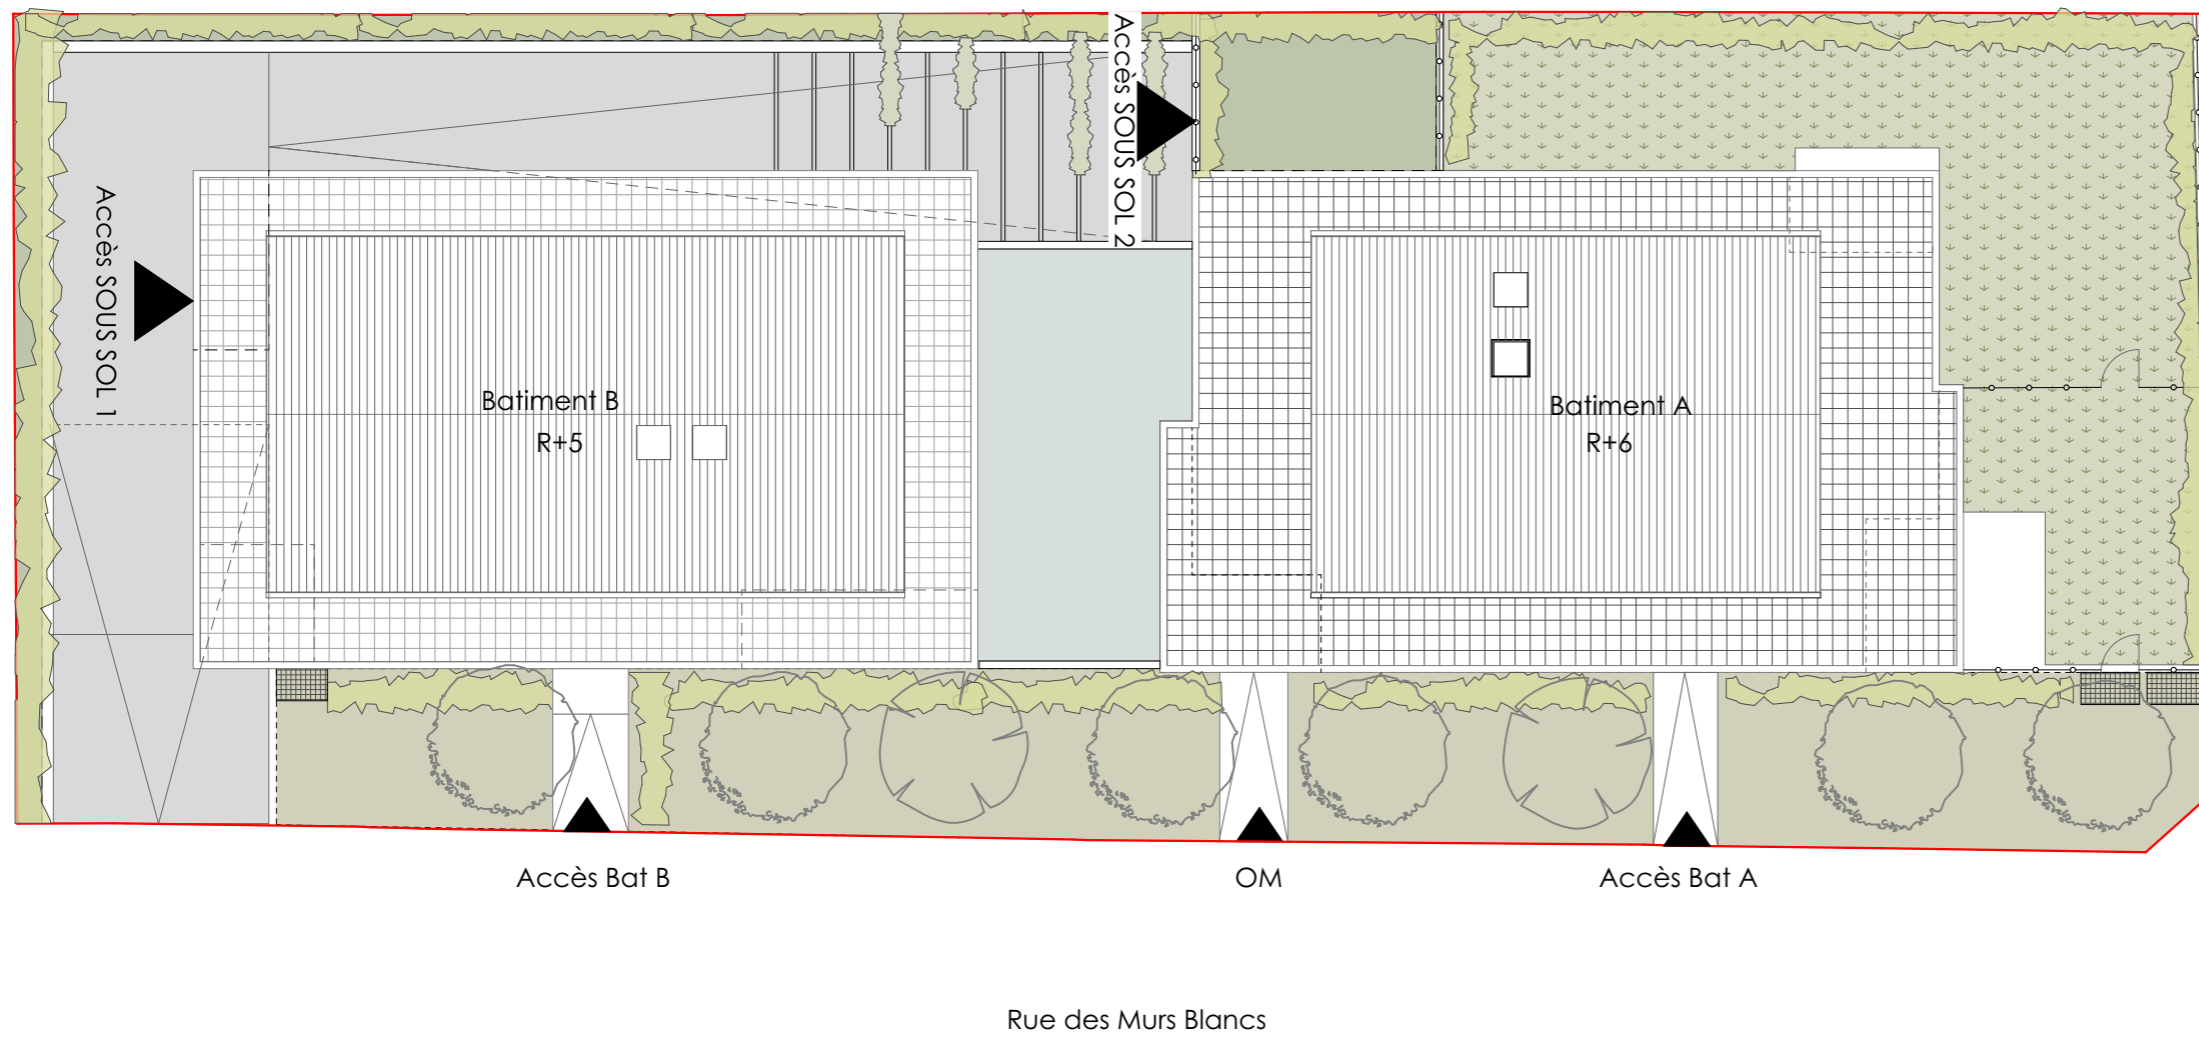 Accès SOUS SOL 1
Accès SOUS SOL 2
Batiment B
R+5
Batiment A
R+6
Accès Bat B
OM
Accès Bat A
Rue des Murs Blancs